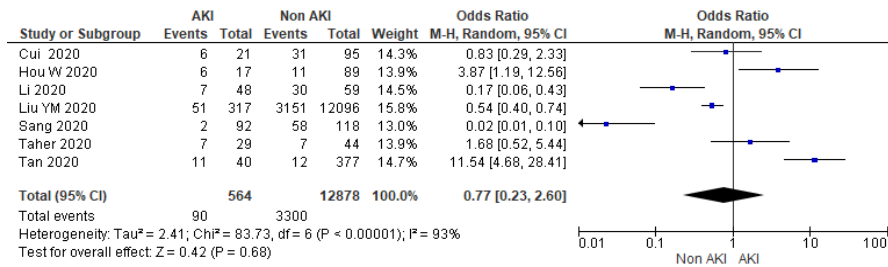 AKI Non AKI Odds Ratio Odds Ratio
Study or Subgroup Events Total Events Total Weight M-H, Random, 95% CI M-H, Random, 95% CI
Cui 2020 6 21 31 95 14.3% 0.83 [0.29, 2.33]
Hou W 2020 6 17 11 89 13.9% 3.87 [1.19, 12.56]
Li 2020 7 48 30 59 14.6% 0.17 [0.06, 0.43]
Liu YM 2020 51 317 3151 12096 15.8% 0.54 [0.40, 0.74]
Sang 2020 2 92 58 118 13.0% 0.02 [0.01, 0.10]
Taher 2020 7 29 7 44 13.8% 1.68 [0.52, 5.44]
Tan 2020 11 40 12 377 14.7% 11.54 [4.68, 28.41]
Total (95% CI) 564 12878 100.0% 0.77 [0.23, 2.60]
Total events 90 3300
Heterogeneity: Tau² = 2.41; Chi² = 83.73, df = 6 (P < 0.00001); I² = 93%
Test for overall effect: Z = 0.42 (P = 0.68)
0.01 0.1 1 10 100
Non AKI AKI